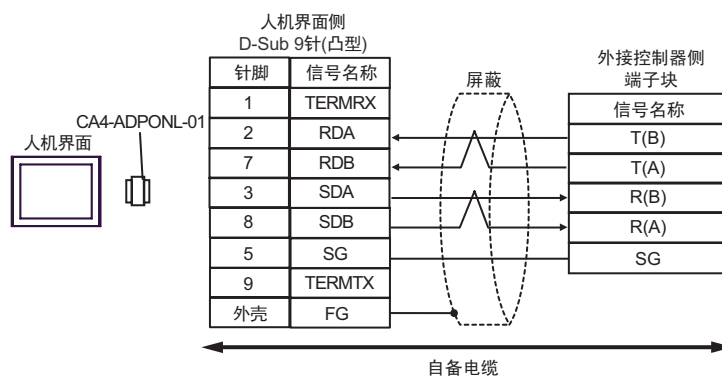 人机界面侧
D-Sub 9针(凸型)
针脚 信号名称
1 TERMRX
2 RDA
7 RDB
3 SDA
8 SDB
5 SG
9 TERMTX
外壳 FG
CA4-ADPONL-01
人机界面
屏蔽
外接控制器侧
端子块
信号名称
T(B)
T(A)
R(B)
R(A)
SG
自备电缆